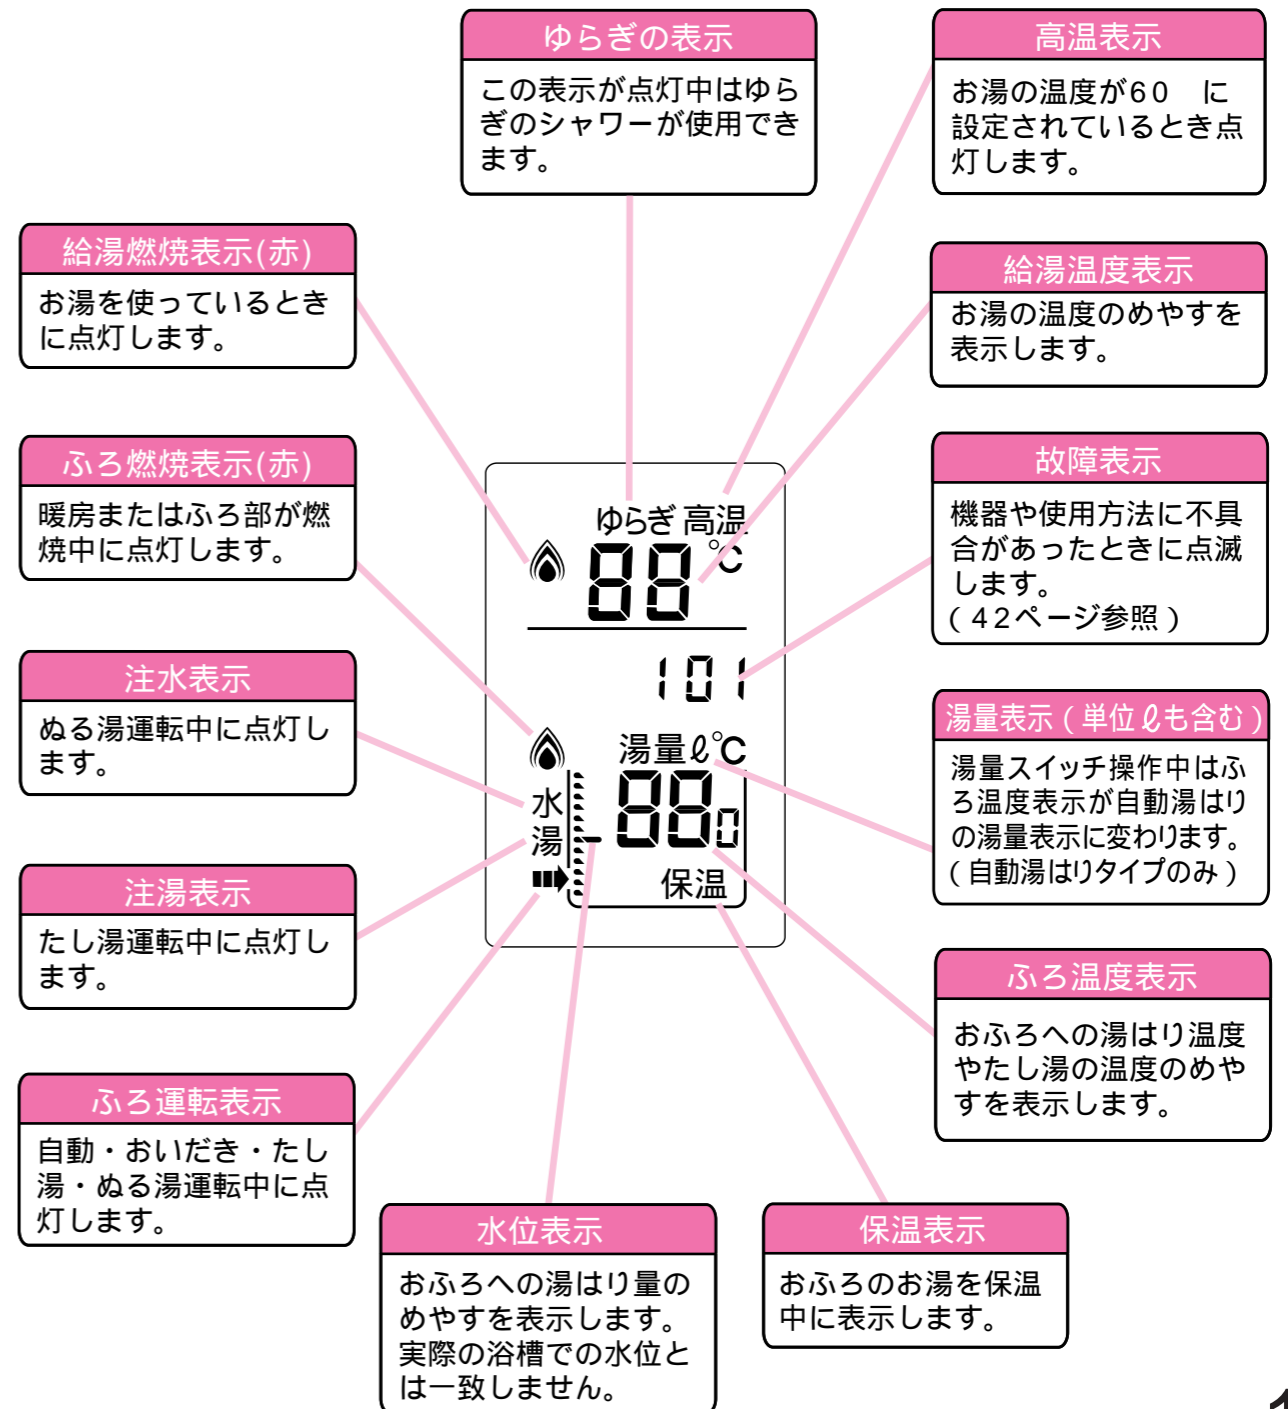 ゆらぎの表示
この表示が点灯中はゆら
ぎのシャワーが使用でき
ます。
高温表示
お湯の温度が60　に
設定されているとき点
灯します。
給湯燃焼表示(赤)
お湯を使っているとき
に点灯します。
給湯温度表示
お湯の温度のめやすを
表示します。
ふろ燃焼表示(赤)
暖房またはふろ部が燃
焼中に点灯します。
故障表示
機器や使用方法に不具
合があったときに点滅
します。
(42ページ参照)
注水表示
ぬる湯運転中に点灯し
ます。
湯量表示(単位ℓも含む)
湯量スイッチ操作中はふ
ろ温度表示が自動湯はり
の湯量表示に変わります。
(自動湯はりタイプのみ)
注湯表示
たし湯運転中に点灯し
ます。
ふろ温度表示
おふろへの湯はり温度
やたし湯の温度のめや
すを表示します。
ふろ運転表示
自動・おいだき・たし
湯・ぬる湯運転中に点
灯します。
水位表示
おふろへの湯はり量の
めやすを表示します。
実際の浴槽での水位と
は一致しません。
保温表示
おふろのお湯を保温
中に表示します。
ゆらぎ 高温
88℃
101
湯量ℓ℃
水
湯
880
保温